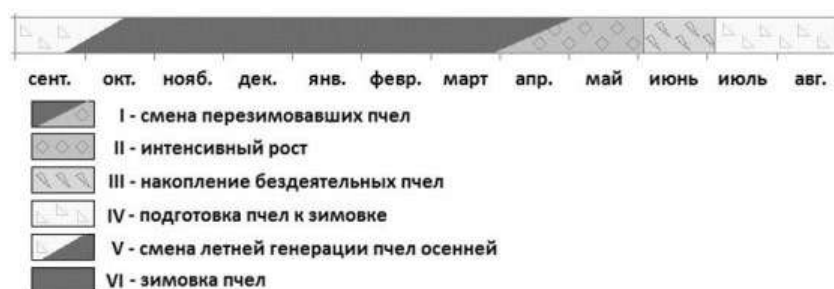 сент. окт. нояб. дек. янв. февр. март апр. май июнь июль авг.
I - смена перезимовавших пчел
II - интенсивный рост
III - накопление бездеятельных пчел
IV - подготовка пчел к зимовке
V - смена летней генерации пчел осенней
VI - зимовка пчел